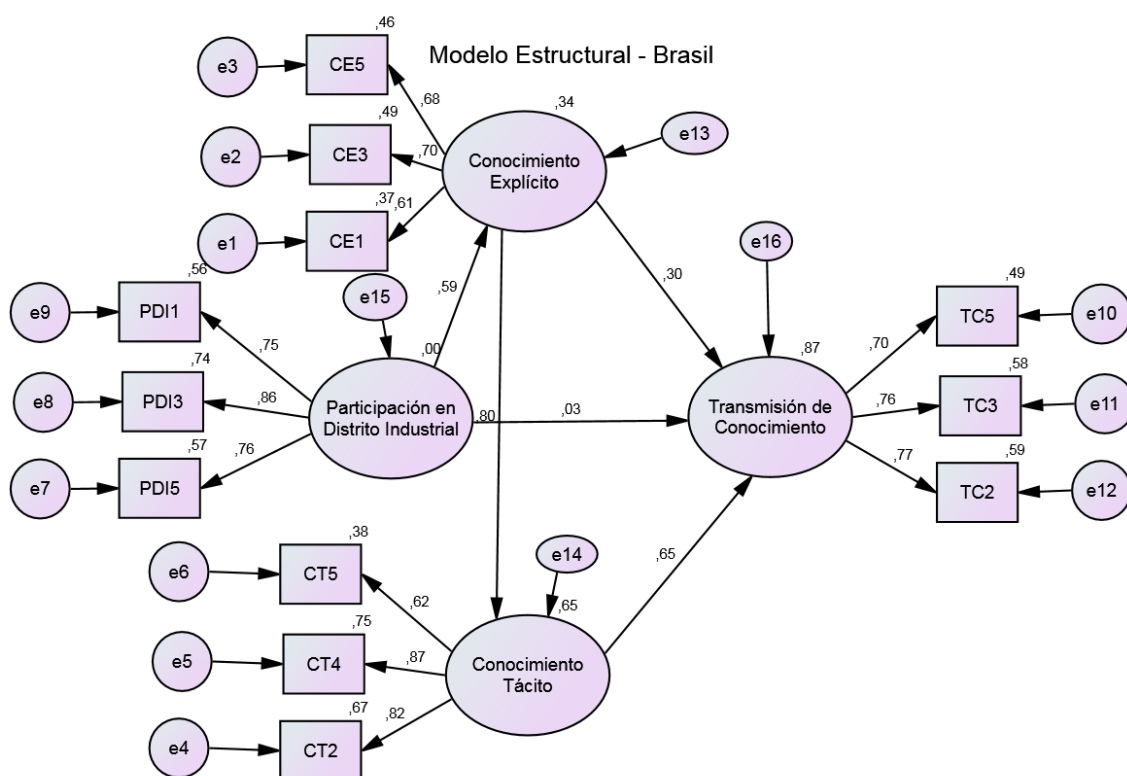 ,46
Modelo Estructural - Brasil
e3
CE5
,68
,34
,49
e13
e2
CE3
,70
Conocimiento
Explícito
,37
,61
e1
CE1
e16
,56
,59
e15
,30
,49
e9
PDI1
TC5
e10
,75
,00
,70
,87
,74
,58
e8
PDI3
,86
Participación en
Distrito Industrial
,80
,03
Transmisión de
Conocimiento
,76
TC3
e11
,57
,76
,77
,59
e7
PDI5
TC2
e12
,38
e14
,65
e6
CT5
,62
,65
,75
e5
CT4
,87
Conocimiento
Tácito
,67
,82
e4
CT2